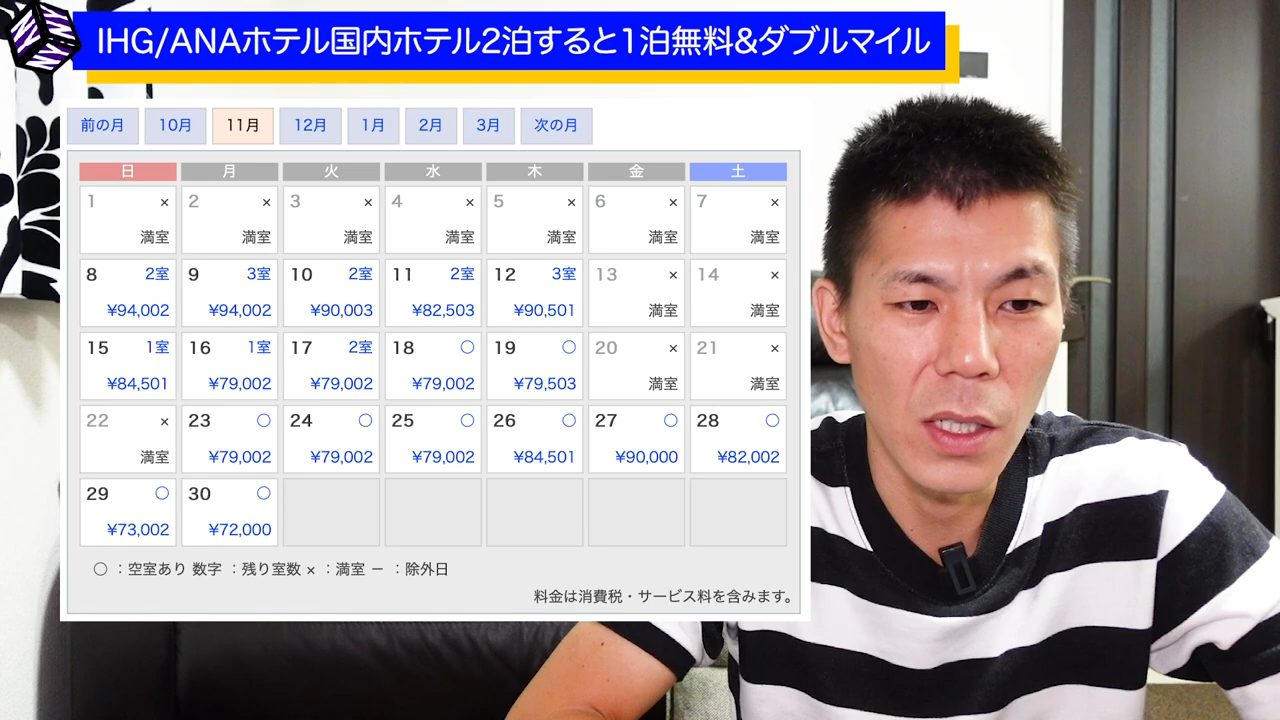 IHG/ANAホテル国内ホテル2泊すると1泊無料&ダブルマイル
前の月 10月 11月 12月 1月 2月 3月 次の月
日 月 火 水 木 金 土
1 × 2 × 3 × 4 × 5 × 6 × 7 ×
満室 満室 満室 満室 満室 満室 満室
8 2室 9 3室 10 2室 11 2室 12 3室 13 × 14 ×
¥94,002 ¥94,002 ¥90,003 ¥82,503 ¥90,501 満室 満室
15 1室 16 1室 17 2室 18 ○ 19 ○ 20 × 21 ×
¥84,501 ¥79,002 ¥79,002 ¥79,002 ¥79,503 満室 満室
22 × 23 ○ 24 ○ 25 ○ 26 ○ 27 ○ 28 ○
満室 ¥79,002 ¥79,002 ¥79,002 ¥84,501 ¥90,000 ¥82,002
29 ○ 30 ○
¥73,002 ¥72,000
○ :空室あり 数字 :残り室数 × :満室 − :除外日
料金は消費税・サービス料を含みます。